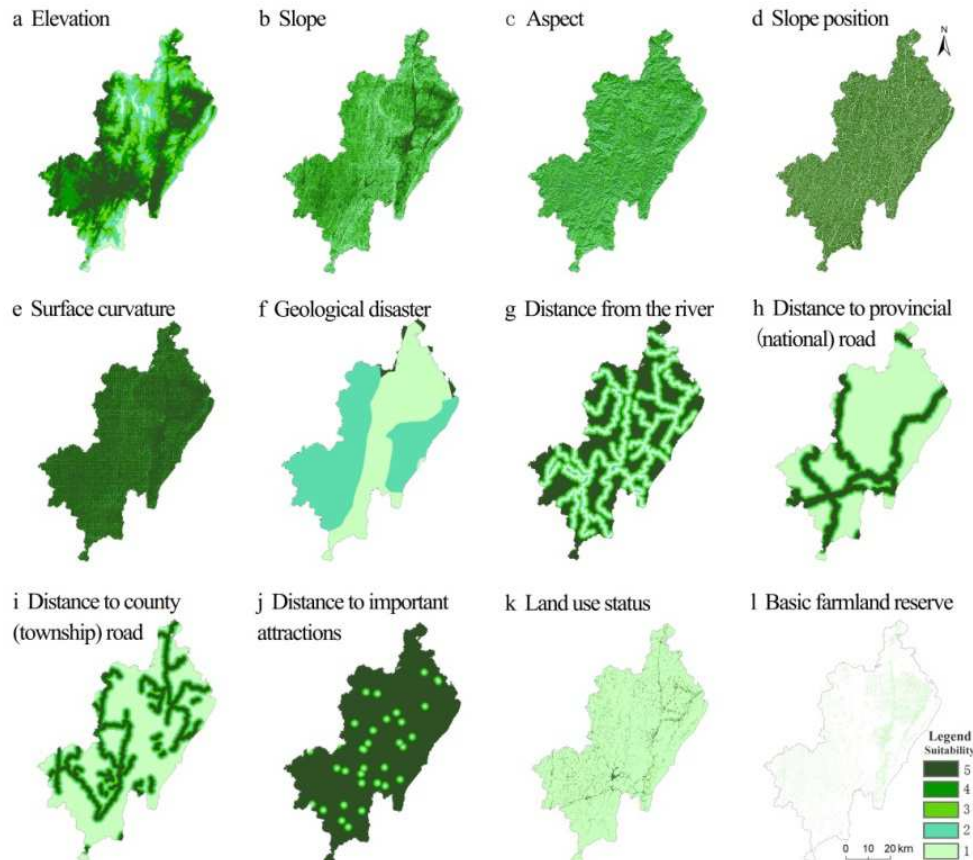 a Elevation
b Slope
c Aspect
d Slope position
N
e Surface curvature
f Geological disaster
g Distance from the river
h Distance to provincial
(national) road
i Distance to county
(township) road
j Distance to important
attractions
k Land use status
l Basic farmland reserve
Legend
Suitability
5
4
3
2
1
0 10 20 km